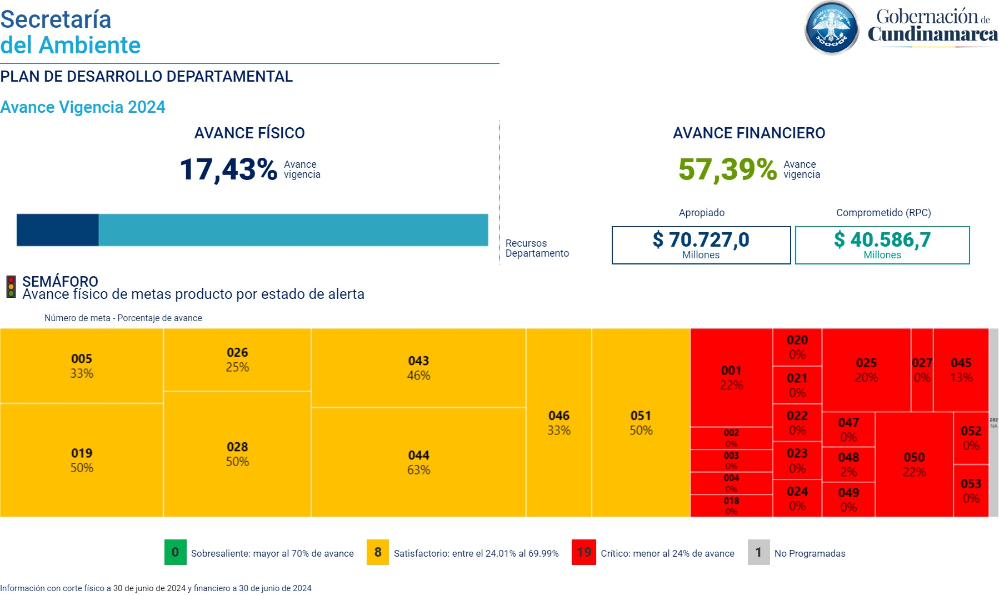 Secretaría
del Ambiente
Gobernación de
Cundinamarca
PLAN DE DESARROLLO DEPARTAMENTAL
Avance Vigencia 2024
AVANCE FÍSICO
17,43%
Avance
vigencia
AVANCE FINANCIERO
57,39%
Avance
vigencia
Apropiado
Comprometido (RPC)
Recursos
Departamento
$ 70.727,0
Millones
$ 40.586,7
Millones
SEMÁFORO
Avance físico de metas producto por estado de alerta
Número de meta - Porcentaje de avance
005
33%
019
50%
026
25%
028
50%
043
46%
044
63%
046
33%
051
50%
001
22%
002
0%
003
0%
004
0%
018
0%
020
0%
021
0%
022
0%
023
0%
024
0%
025
20%
027
0%
045
13%
047
0%
048
2%
049
0%
050
22%
052
0%
053
0%
282
NA
0 Sobresaliente: mayor al 70% de avance
8 Satisfactorio: entre el 24.01% al 69.99%
19 Crítico: menor al 24% de avance
1 No Programadas
Información con corte físico a 30 de junio de 2024 y financiero a 30 de junio de 2024